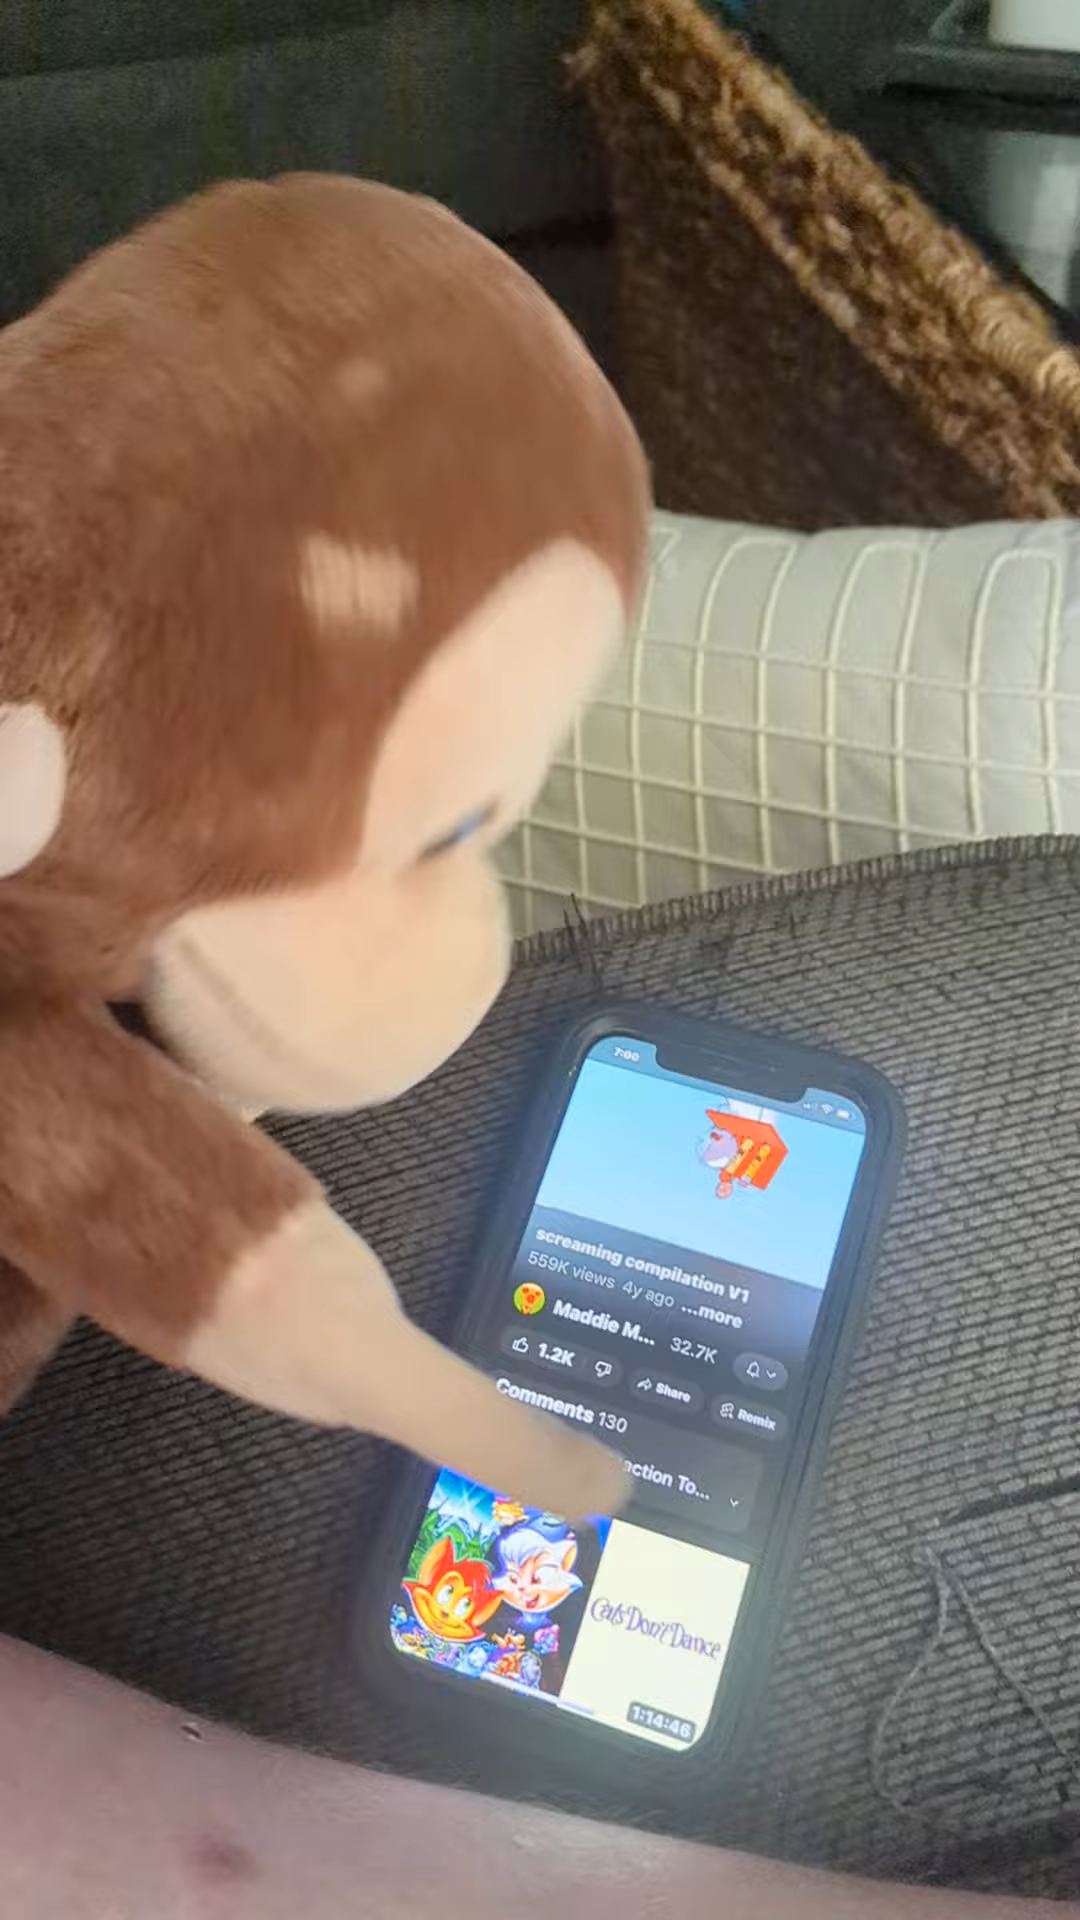 7:00
screaming compilation V1
559K views 4y ago ...more
Maddie M... 32.7K
1.2K
Share
Remix
Comments 130
To...
Cats Don't Dance
1:14:46